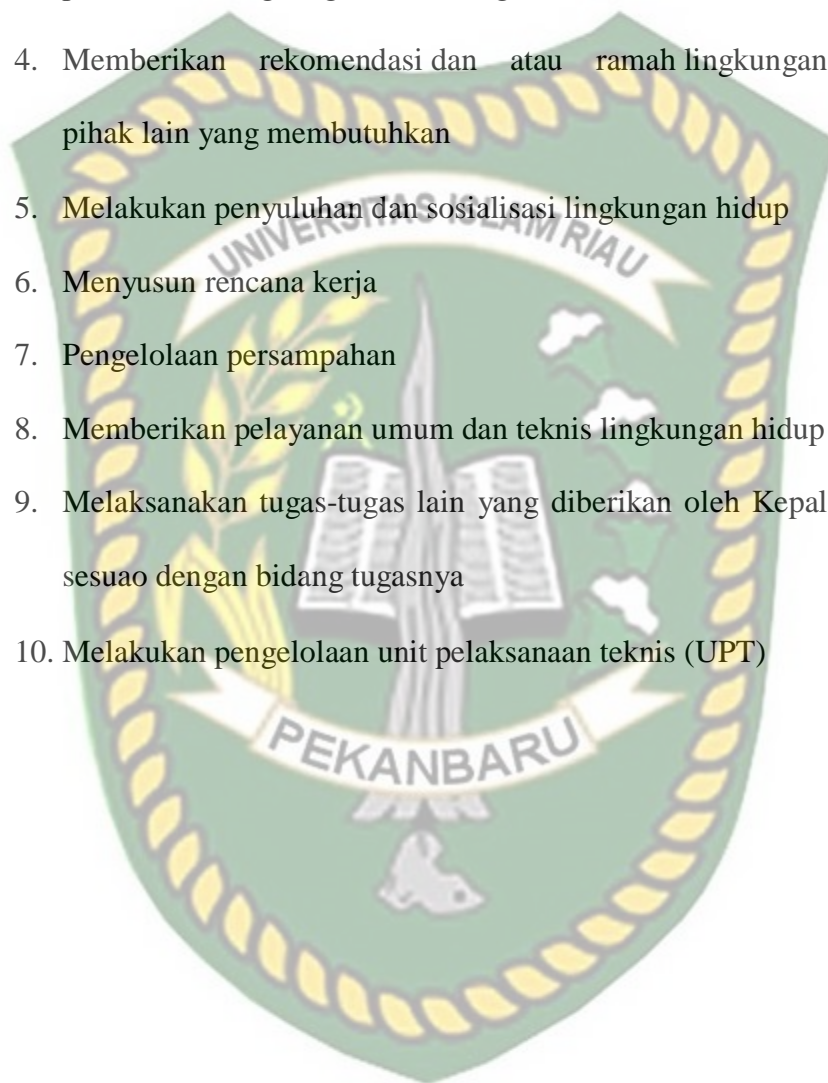 4. Memberikan rekomendasi dan atau ramah lingkungan
pihak lain yang membutuhkan
5. Melakukan penyuluhan dan sosialisasi lingkungan hidup
UNIVERSITAS ISLAM RIAU
6. Menyusun rencana kerja
7. Pengelolaan persampahan
8. Memberikan pelayanan umum dan teknis lingkungan hidup
9. Melaksanakan tugas-tugas lain yang diberikan oleh Kepal
sesuao dengan bidang tugasnya
10. Melakukan pengelolaan unit pelaksanaan teknis (UPT)
PEKANBARU